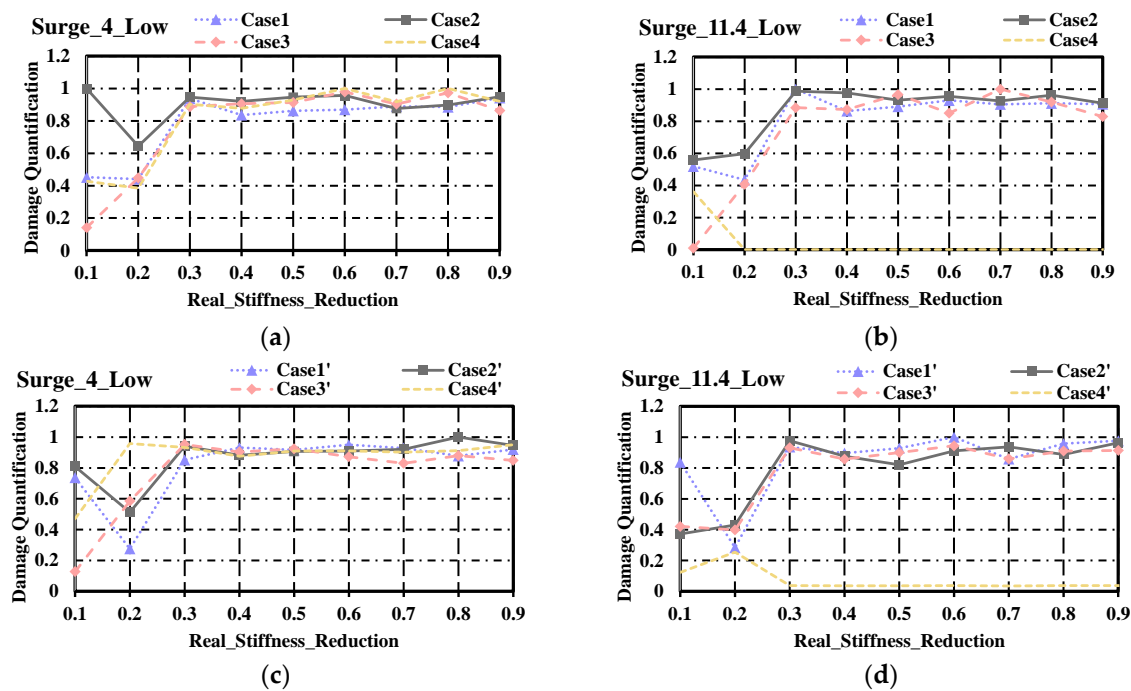 Surge_4_Low
Case1 Case2
Case3 Case4
Damage Quantification
1.2
1
0.8
0.6
0.4
0.2
0
0.1 0.2 0.3 0.4 0.5 0.6 0.7 0.8 0.9
Real_Stiffness_Reduction
(a)
Surge_11.4_Low
Case1 Case2
Case3 Case4
Damage Quantification
1.2
1
0.8
0.6
0.4
0.2
0
0.1 0.2 0.3 0.4 0.5 0.6 0.7 0.8 0.9
Real_Stiffness_Reduction
(b)
Surge_4_Low
Case1' Case2'
Case3' Case4'
Damage Quantification
1.2
1
0.8
0.6
0.4
0.2
0
0.1 0.2 0.3 0.4 0.5 0.6 0.7 0.8 0.9
Real_Stiffness_Reduction
(c)
Surge_11.4_Low
Case1' Case2'
Case3' Case4'
Damage Quantification
1.2
1
0.8
0.6
0.4
0.2
0
0.1 0.2 0.3 0.4 0.5 0.6 0.7 0.8 0.9
Real_Stiffness_Reduction
(d)